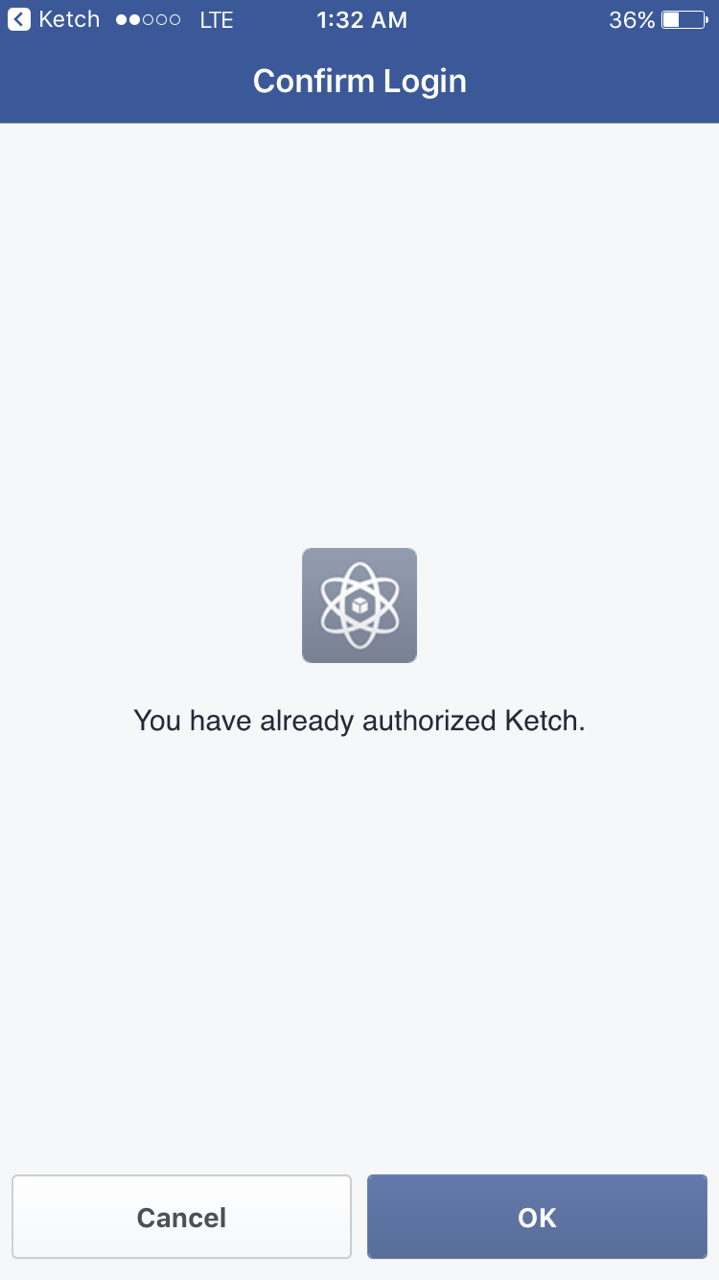 Ketch LTE 1:32 AM 36%
Confirm Login
You have already authorized Ketch.
Cancel OK